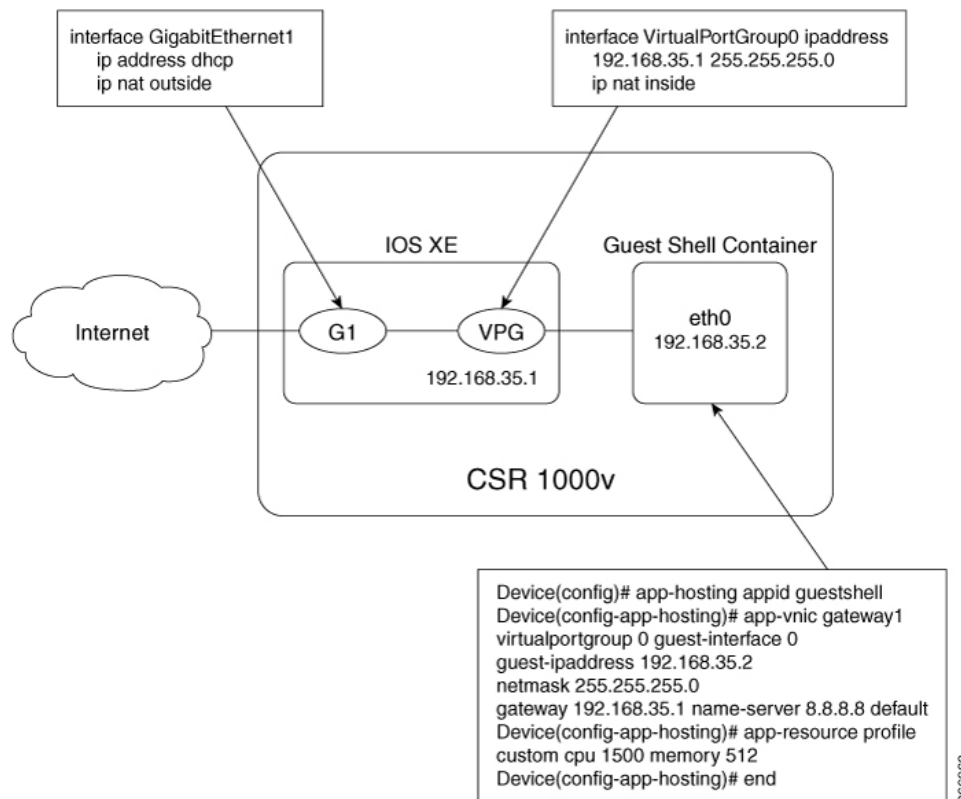 interface GigabitEthernet1
ip address dhcp
ip nat outside
interface VirtualPortGroup0 ipaddress
192.168.35.1 255.255.255.0
ip nat inside
IOS XE
Guest Shell Container
Internet
G1
VPG
192.168.35.1
eth0
192.168.35.2
CSR 1000v
Device(config)# app-hosting appid guestshell
Device(config-app-hosting)# app-vnic gateway1
virtualportgroup 0 guest-interface 0
guest-ipaddress 192.168.35.2
netmask 255.255.255.0
gateway 192.168.35.1 name-server 8.8.8.8 default
Device(config-app-hosting)# app-resource profile
custom cpu 1500 memory 512
Device(config-app-hosting)# end